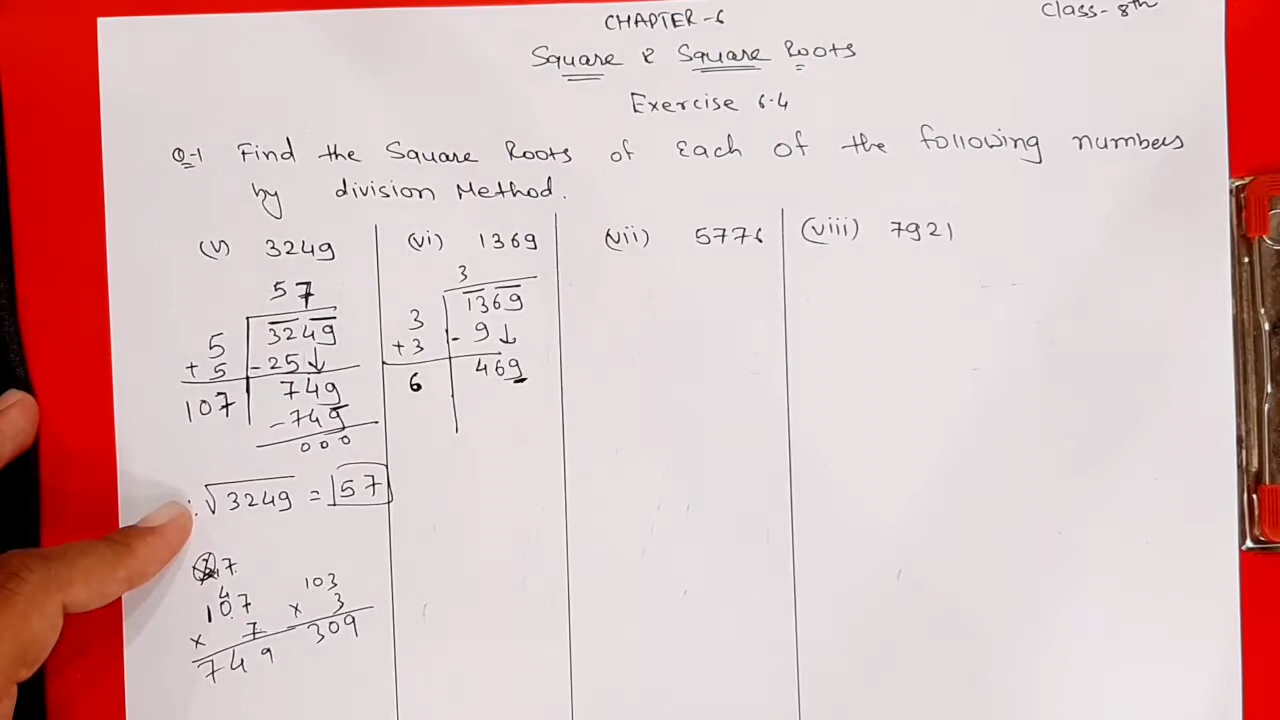 CHAPTER-6
Class-8th
Square & Square Roots
Exercise 6.4
Q-1 Find the Square Roots of Each of the following numbers
by division Method.
(v) 3249
57
5 3249
+5 -25↓
107 749
-749
000
∴ √3249 = 57
7
4
107
× 7
749
103
× 3
309
(vi) 1369
3
3 1369
+3 -9↓
6 469
(vii) 5776
(viii) 7921